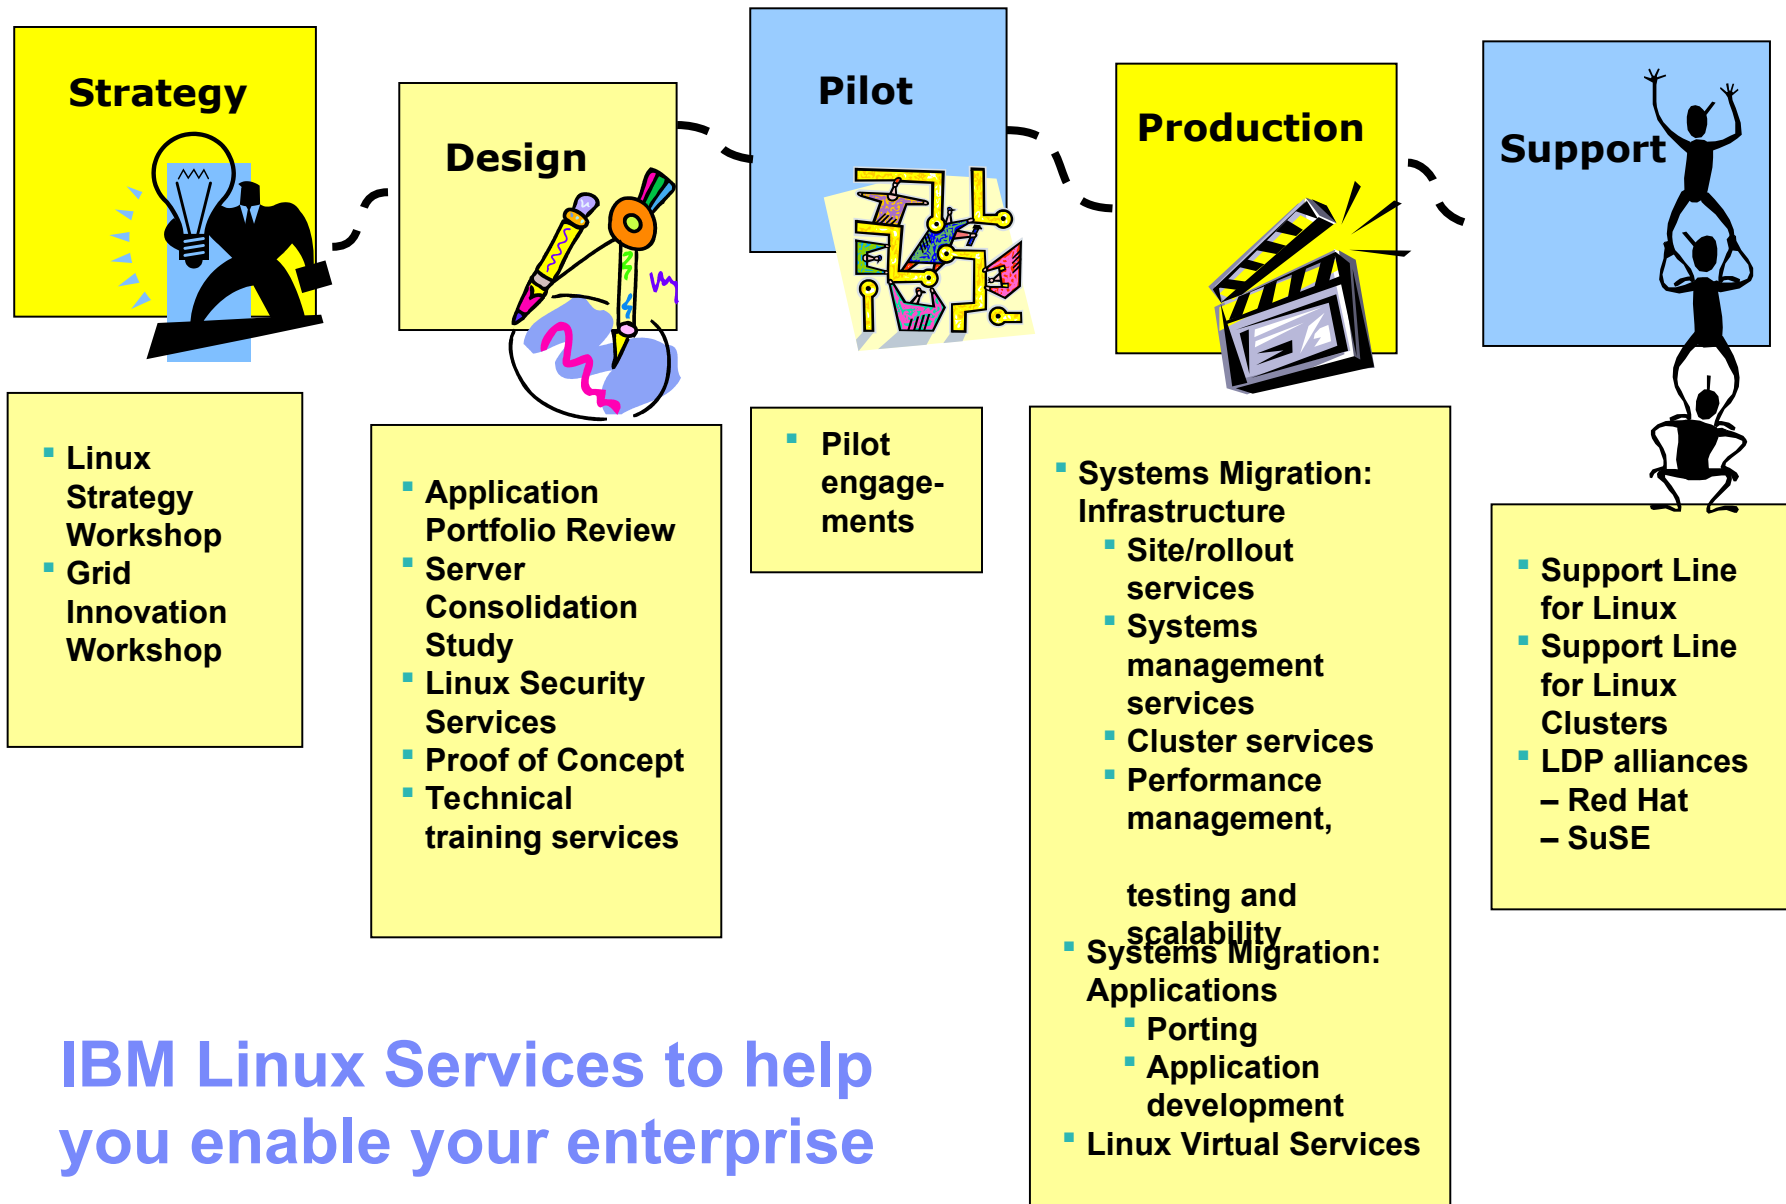 Strategy
Design
Pilot
Production
Support
Linux
Strategy
Workshop
Grid
Innovation
Workshop
Application
Portfolio Review
Server
Consolidation
Study
Linux Security
Services
Proof of Concept
Technical
training services
Pilot
engage-
ments
Systems Migration:
Infrastructure
Site/rollout
services
Systems
management
services
Cluster services
Performance
management,
testing and
scalability
Systems Migration:
Applications
Porting
Application
development
Linux Virtual Services
Support Line
for Linux
Support Line
for Linux
Clusters
LDP alliances
– Red Hat
– SuSE
IBM Linux Services to help
you enable your enterprise